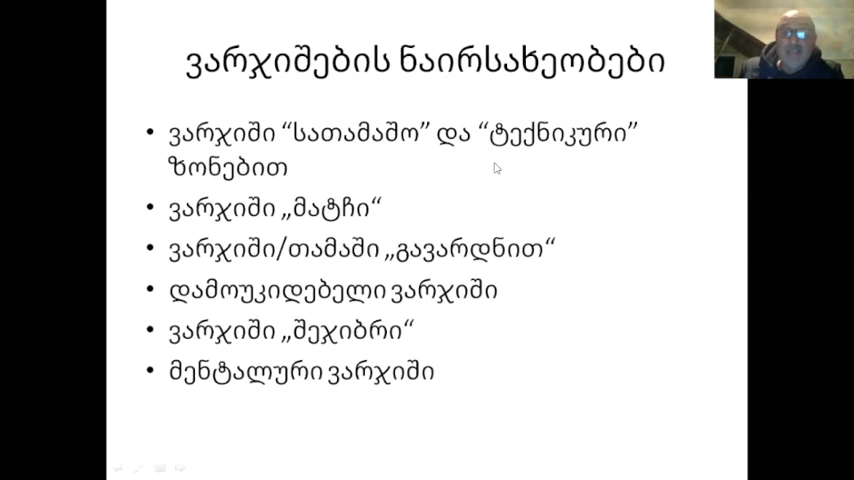 ვარჯიშების ნაირსახეობები
• ვარჯიში “სათამაშო” და “ტექნიკური”
ზონებით
• ვარჯიში „მატჩი“
• ვარჯიში/თამაში „გავარდნით“
• დამოუკიდებელი ვარჯიში
• ვარჯიში „შეჯიბრი“
• მენტალური ვარჯიში